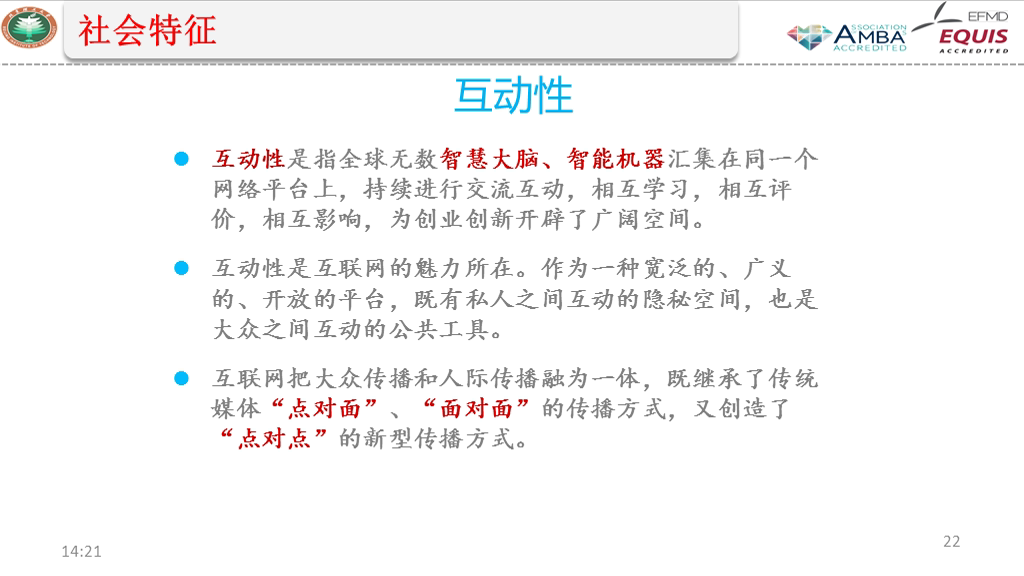 社会特征
ASSOCIATION
AMBA
ACCREDITED
EFMD
EQUIS
ACCREDITED
互动性
互动性是指全球无数智慧大脑、智能机器汇集在同一个
网络平台上，持续进行交流互动，相互学习，相互评
价，相互影响，为创业创新开辟了广阔空间。
互动性是互联网的魅力所在。作为一种宽泛的、广义
的、开放的平台，既有私人之间互动的隐秘空间，也是
大众之间互动的公共工具。
互联网把大众传播和人际传播融为一体，既继承了传统
媒体“点对面”、“面对面”的传播方式，又创造了
“点对点”的新型传播方式。
14:21
22